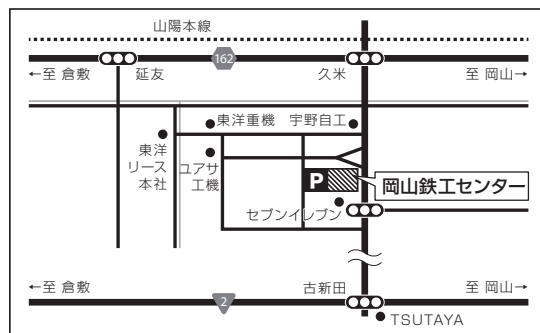 山陽本線
162
←至 倉敷
延友
久米
至 岡山→
東洋重機
宇野自工
東洋
リース
本社
ユアサ
工機
P
岡山鉄工センター
セブンイレブン
←至 倉敷
2
古新田
至 岡山→
TSUTAYA